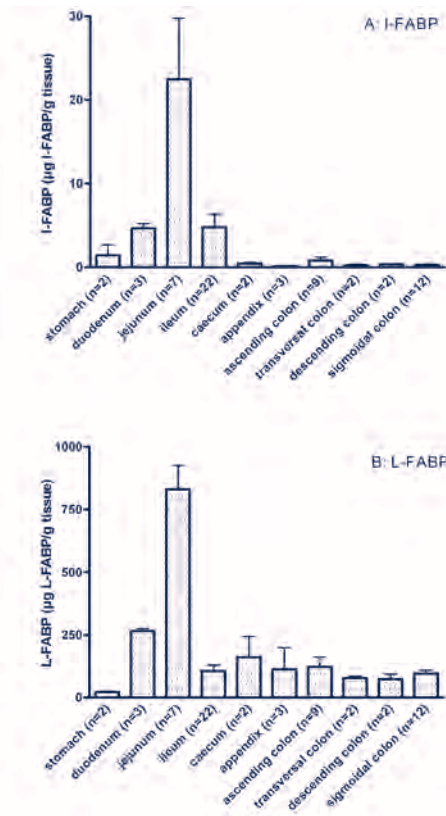 A: I-FABP
I-FABP (µg I-FABP/g tissue)
30
20
10
0
stomach (n=2)
duodenum (n=3)
jejunum (n=7)
ileum (n=22)
caecum (n=2)
appendix (n=3)
ascending colon (n=9)
transversal colon (n=2)
descending colon (n=2)
sigmoidal colon (n=12)
B: L-FABP
L-FABP (µg L-FABP/g tissue)
1000
750
500
250
0
stomach (n=2)
duodenum (n=3)
jejunum (n=7)
ileum (n=22)
caecum (n=2)
appendix (n=3)
ascending colon (n=9)
transversal colon (n=2)
descending colon (n=2)
sigmoidal colon (n=12)